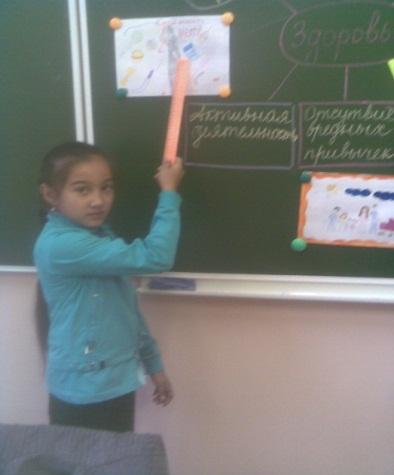 Здоровь
Активная
деятельность
Отсутствие
вредных
привычек